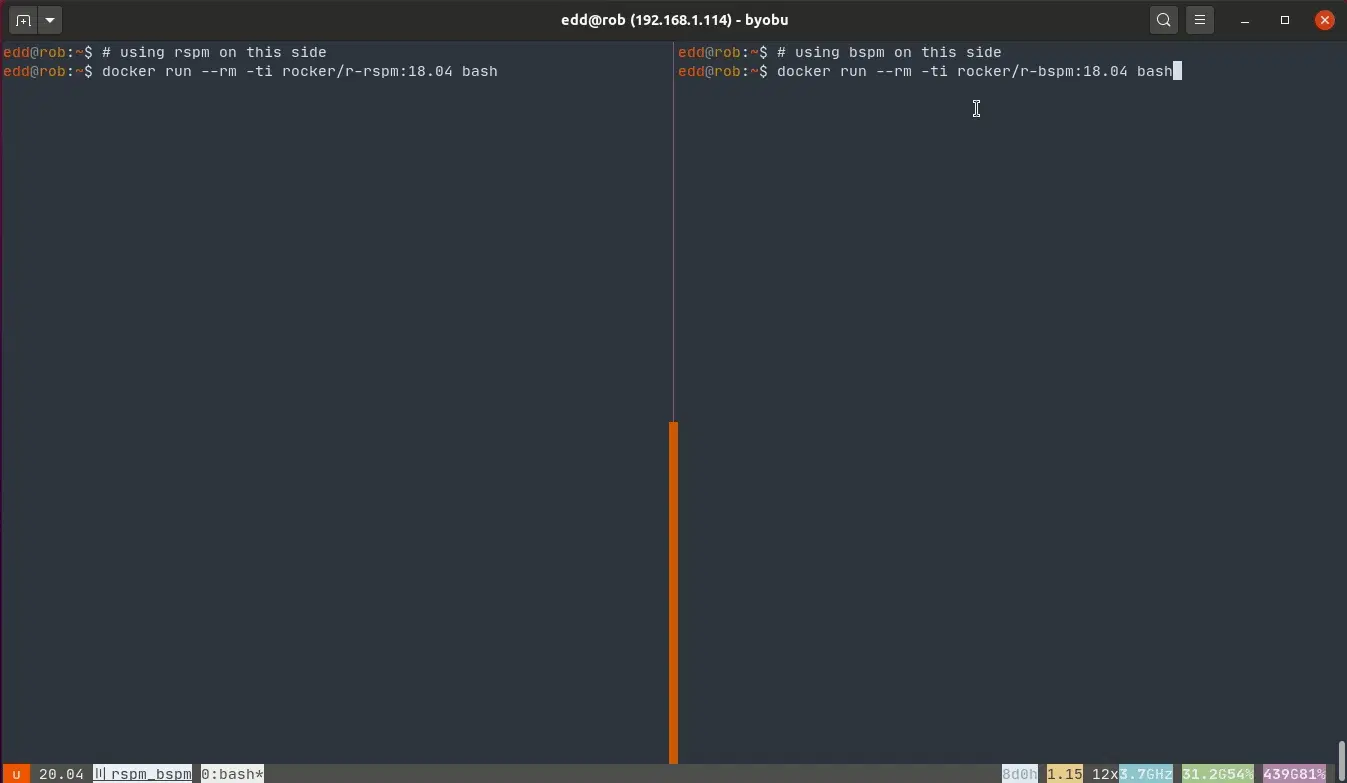 edd@rob (192.168.1.114) - byobu
edd@rob:~$ # using rspm on this side
edd@rob:~$ docker run --rm -ti rocker/r-rspm:18.04 bash
edd@rob:~$ # using bspm on this side
edd@rob:~$ docker run --rm -ti rocker/r-bspm:18.04 bash
u 20.04 rspm_bspm 0:bash* 8d0h 1.15 12x3.7GHz 31.2G54% 439G81%